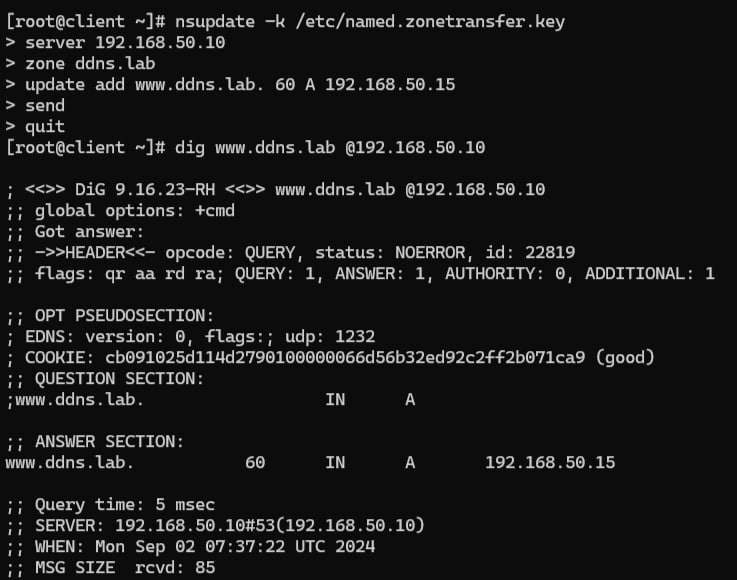 [root@client ~]# nsupdate -k /etc/named.zonetransfer.key
> server 192.168.50.10
> zone ddns.lab
> update add www.ddns.lab. 60 A 192.168.50.15
> send
> quit
[root@client ~]# dig www.ddns.lab @192.168.50.10

; <<>> DiG 9.16.23-RH <<>> www.ddns.lab @192.168.50.10
;; global options: +cmd
;; Got answer:
;; ->>HEADER<<- opcode: QUERY, status: NOERROR, id: 22819
;; flags: qr aa rd ra; QUERY: 1, ANSWER: 1, AUTHORITY: 0, ADDITIONAL: 1

;; OPT PSEUDOSECTION:
; EDNS: version: 0, flags:; udp: 1232
; COOKIE: cb091025d114d2790100000066d56b32ed92c2ff2b071ca9 (good)
;; QUESTION SECTION:
;www.ddns.lab.                  IN      A

;; ANSWER SECTION:
www.ddns.lab.           60      IN      A       192.168.50.15

;; Query time: 5 msec
;; SERVER: 192.168.50.10#53(192.168.50.10)
;; WHEN: Mon Sep 02 07:37:22 UTC 2024
;; MSG SIZE  rcvd: 85